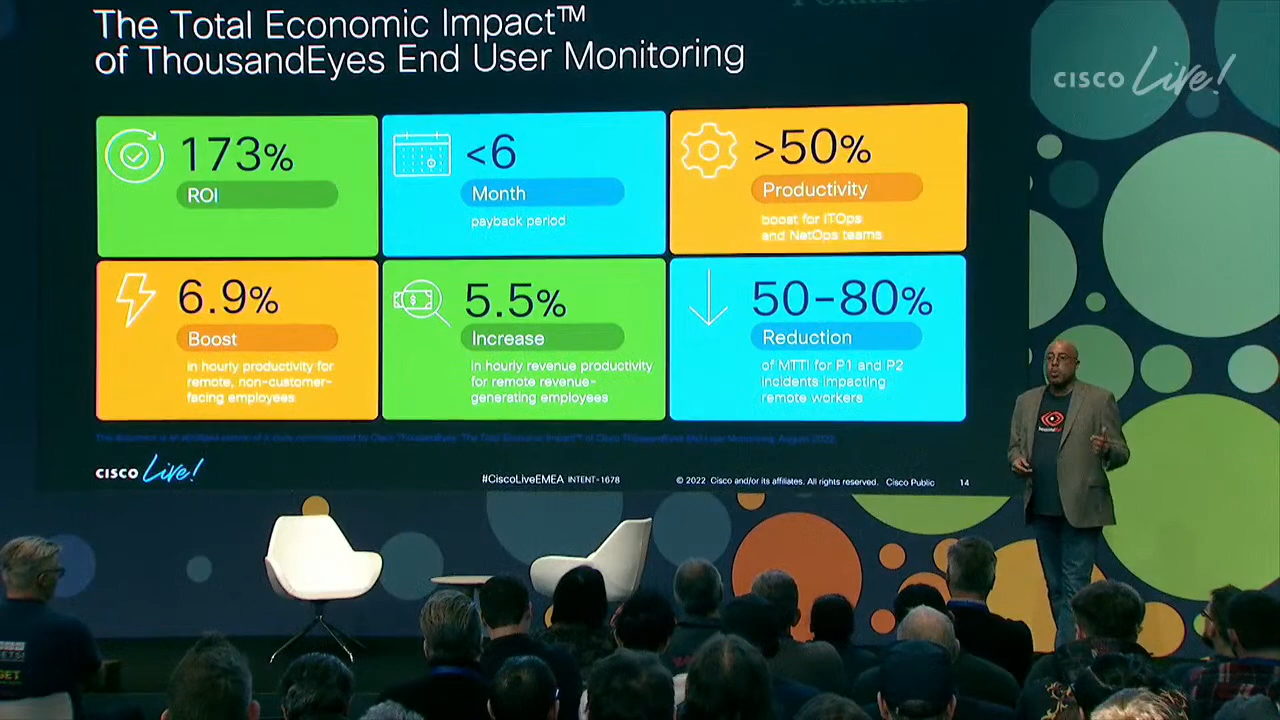 The Total Economic Impact™
of ThousandEyes End User Monitoring
CISCO Live!
173%
ROI
<6
Month
payback period
>50%
Productivity
boost for ITOps
and NetOps teams
6.9%
Boost
in hourly productivity for
remote, non-customer-
facing employees
5.5%
Increase
in hourly revenue productivity
for remote revenue-
generating employees
50-80%
Reduction
of MTTI for P1 and P2
incidents impacting
remote workers
CISCO Live!
#CiscoLiveEMEA INTENT-1678
© 2022 Cisco and/or its affiliates. All rights reserved. Cisco Public
14